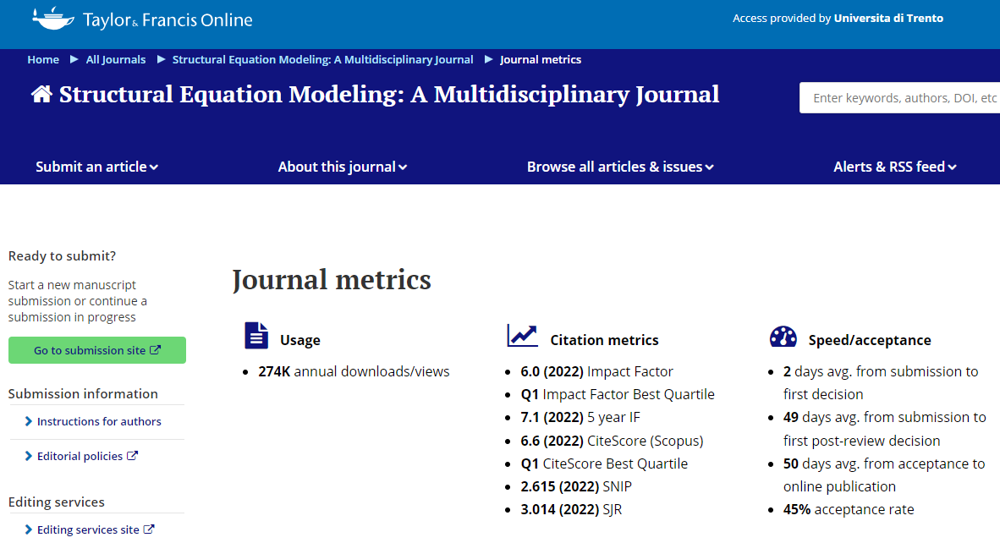 Taylor & Francis Online
Access provided by Universita di Trento
Home All Journals Structural Equation Modeling: A Multidisciplinary Journal Journal metrics
Structural Equation Modeling: A Multidisciplinary Journal
Enter keywords, authors, DOI, etc
Submit an article
About this journal
Browse all articles & issues
Alerts & RSS feed
Ready to submit?
Start a new manuscript
submission or continue a
submission in progress
Go to submission site
Submission information
Instructions for authors
Editorial policies
Editing services
Editing services site
Journal metrics
Usage
274K annual downloads/views
Citation metrics
6.0 (2022) Impact Factor
Q1 Impact Factor Best Quartile
7.1 (2022) 5 year IF
6.6 (2022) CiteScore (Scopus)
Q1 CiteScore Best Quartile
2.615 (2022) SNIP
3.014 (2022) SJR
Speed/acceptance
2 days avg. from submission to
first decision
49 days avg. from submission to
first post-review decision
50 days avg. from acceptance to
online publication
45% acceptance rate